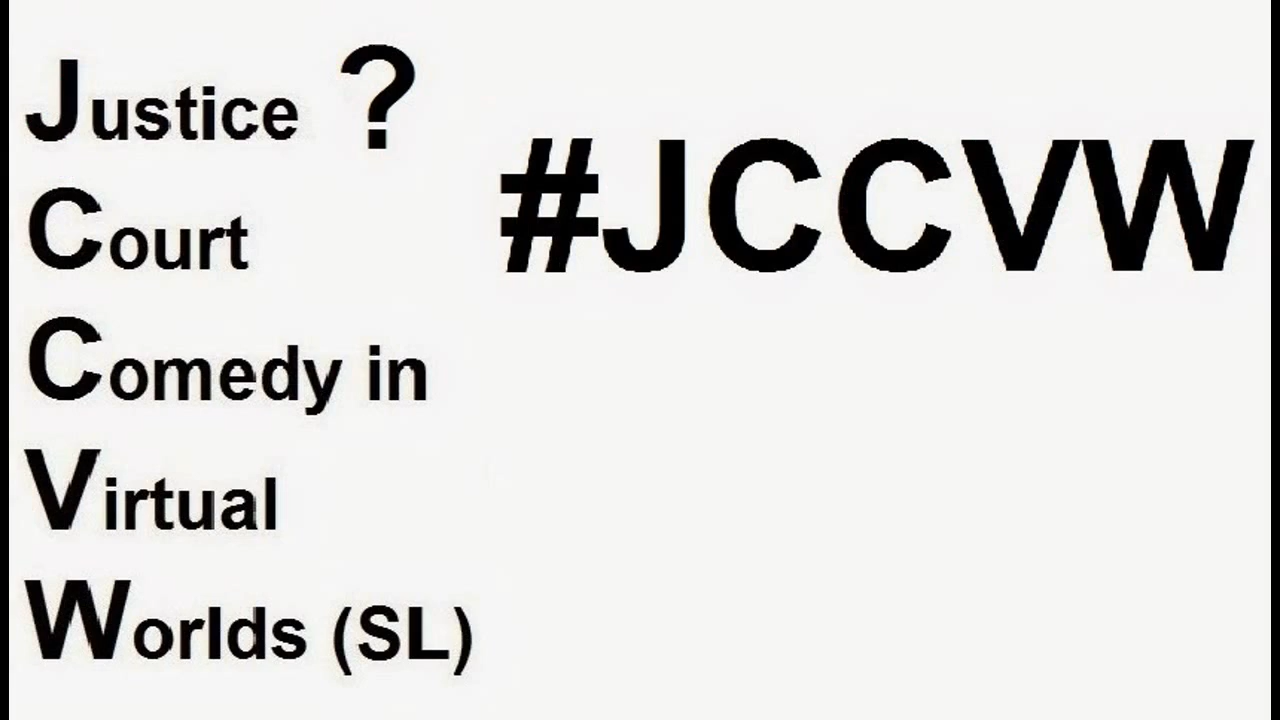 Justice ?
#JCCVW
Court
Comedy in
Virtual
Worlds (SL)